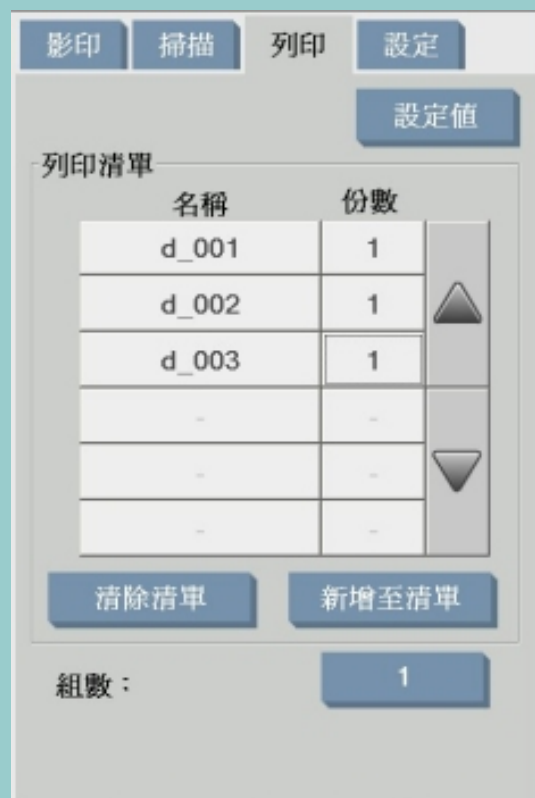 影印 掃描 列印 設定
設定值
列印清單
名稱 份數
d_001 1
d_002 1
d_003 1
- -
- -
- -
清除清單 新增至清單
組數： 1